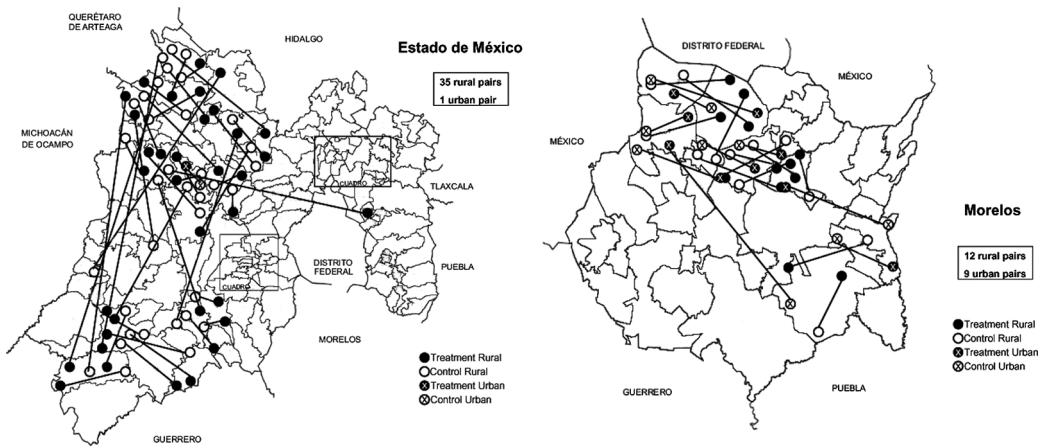 QUERÉTARO
DE ARTEAGA
HIDALGO
Estado de México
35 rural pairs
1 urban pair
MICHOACÁN
DE OCAMPO
CUADRO
TLAXCALA
DISTRITO
FEDERAL
CUADRO
PUEBLA
MORELOS
Treatment Rural
Control Rural
Treatment Urban
Control Urban
GUERRERO
DISTRITO FEDERAL
MÉXICO
MÉXICO
Morelos
12 rural pairs
9 urban pairs
Treatment Rural
Control Rural
Treatment Urban
Control Urban
GUERRERO
PUEBLA